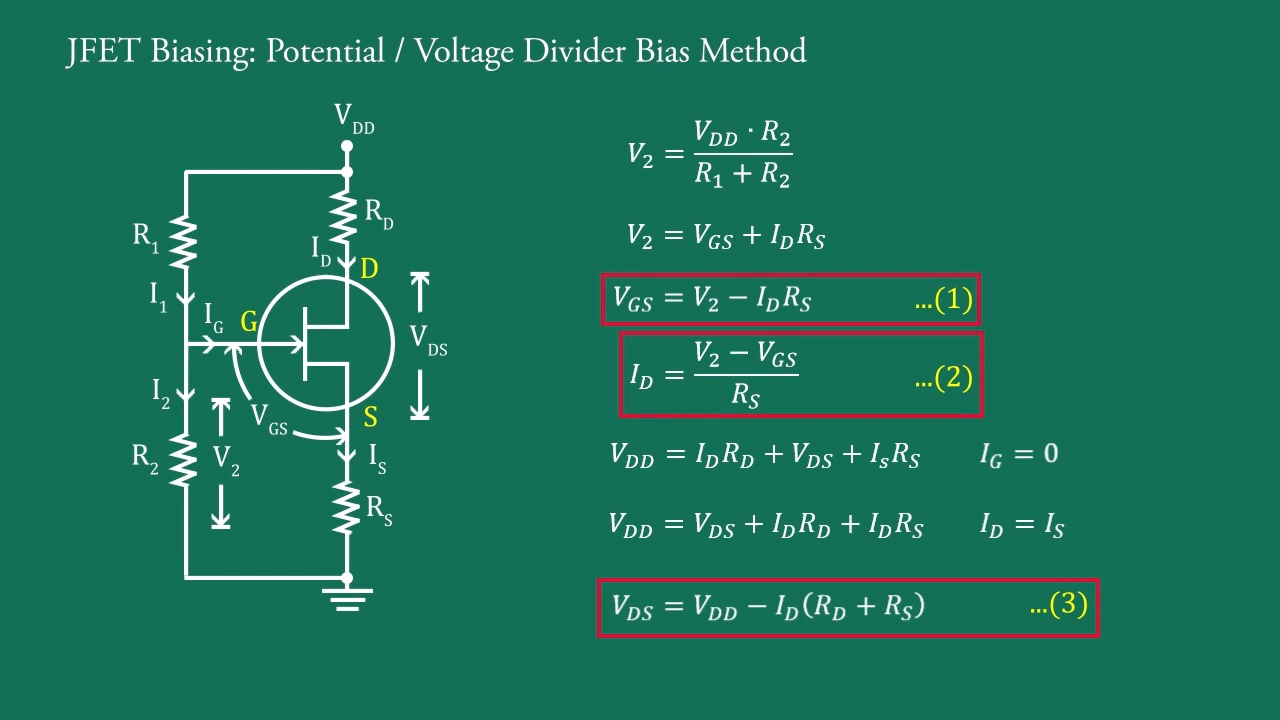 JFET Biasing: Potential / Voltage Divider Bias Method
V_DD
R_1
R_D
I_D
D
I_1
I_G
G
V_DS
I_2
V_GS
S
R_2
V_2
I_S
R_S
V_2 = (V_DD · R_2) / (R_1 + R_2)
V_2 = V_GS + I_D R_S
V_GS = V_2 − I_D R_S ...(1)
I_D = (V_2 − V_GS) / R_S ...(2)
V_DD = I_D R_D + V_DS + I_s R_S I_G = 0
V_DD = V_DS + I_D R_D + I_D R_S I_D = I_S
V_DS = V_DD − I_D(R_D + R_S) ...(3)